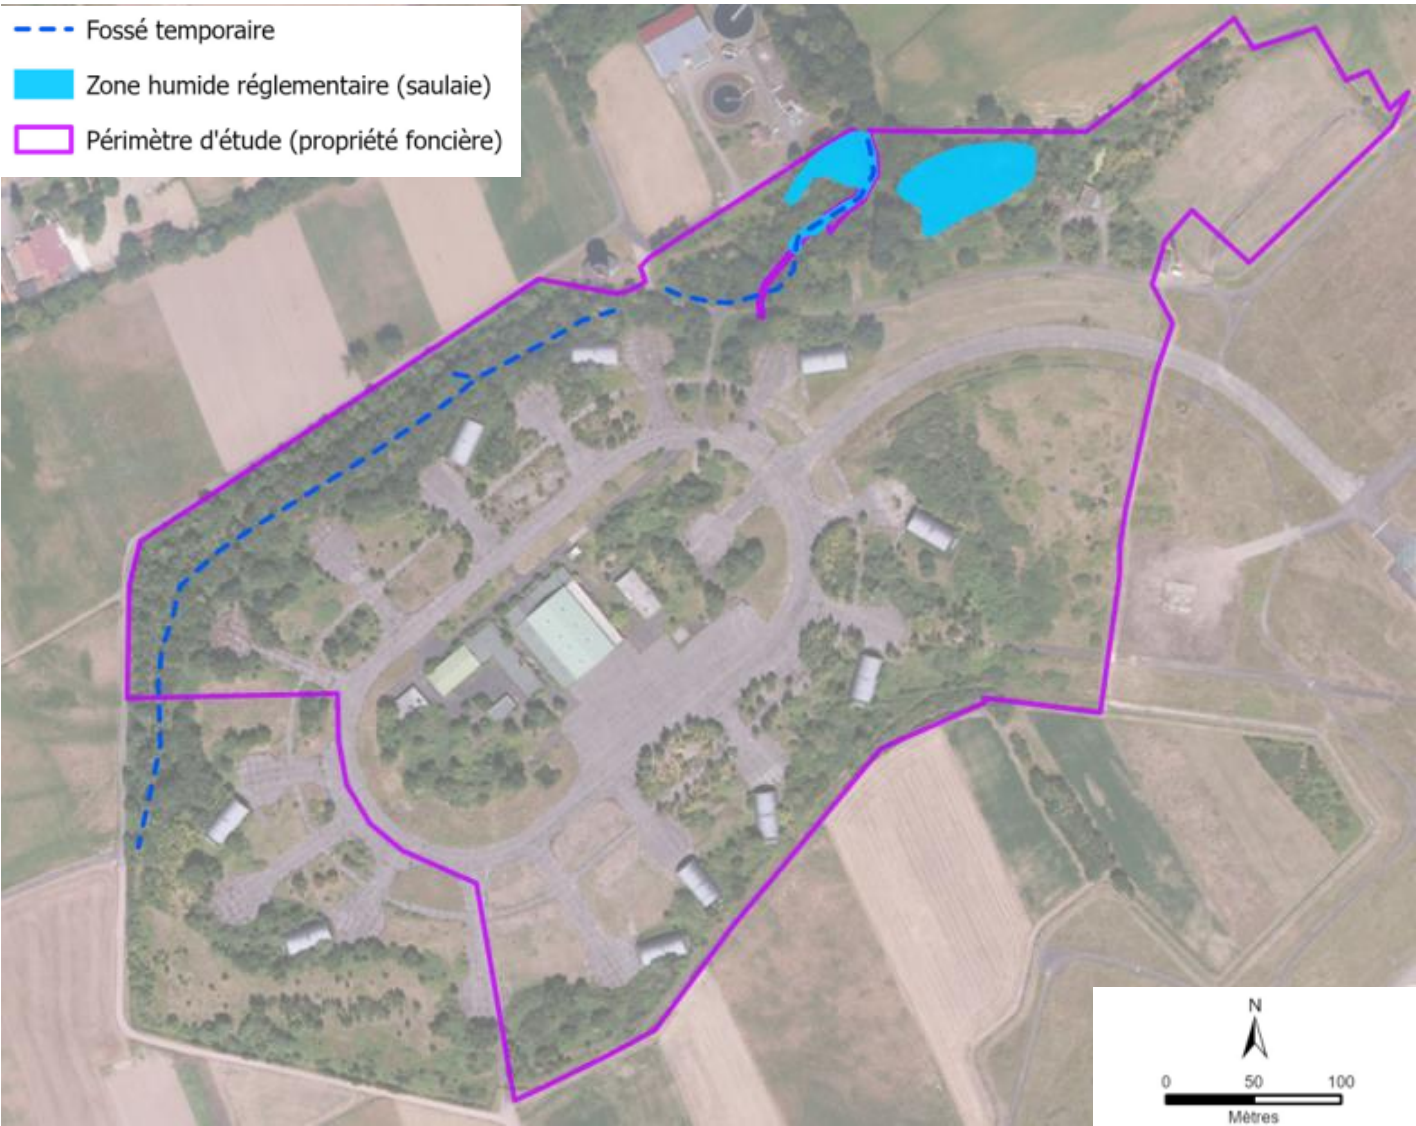 Fossé temporaire
Zone humide réglementaire (saulaie)
Périmètre d'étude (propriété foncière)
N
0 50 100
Mètres